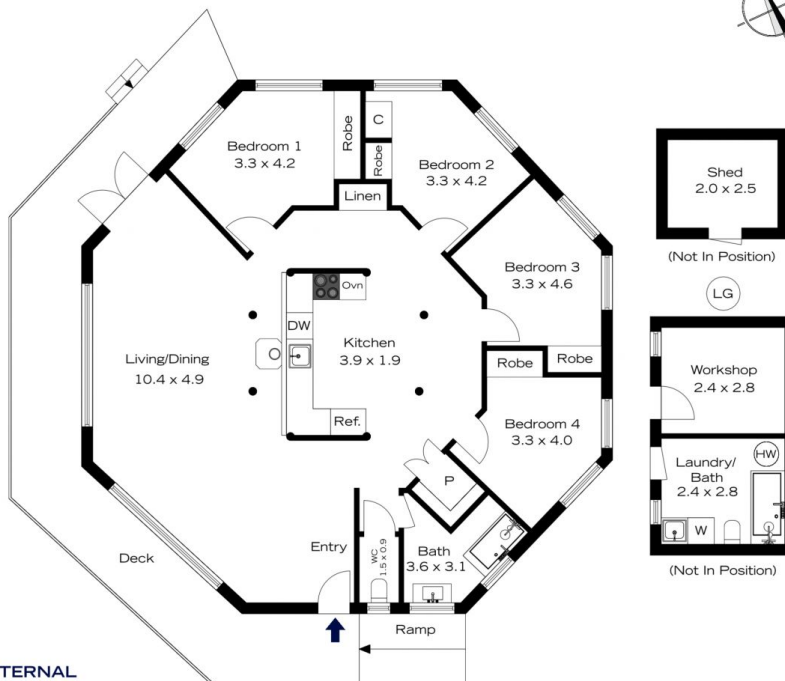 Bedroom 1
3.3 x 4.2
Robe
C
Robe
Bedroom 2
3.3 x 4.2
Linen
Shed
2.0 x 2.5
(Not In Position)
Bedroom 3
3.3 x 4.6
LG
Ovn
DW
Kitchen
3.9 x 1.9
Living/Dining
10.4 x 4.9
Robe
Robe
Workshop
2.4 x 2.8
Ref.
Bedroom 4
3.3 x 4.0
P
Laundry/
Bath
2.4 x 2.8
HW
W
(Not In Position)
Deck
Entry
WC
1.5 x 0.9
Bath
3.6 x 3.1
Ramp
TERNAL